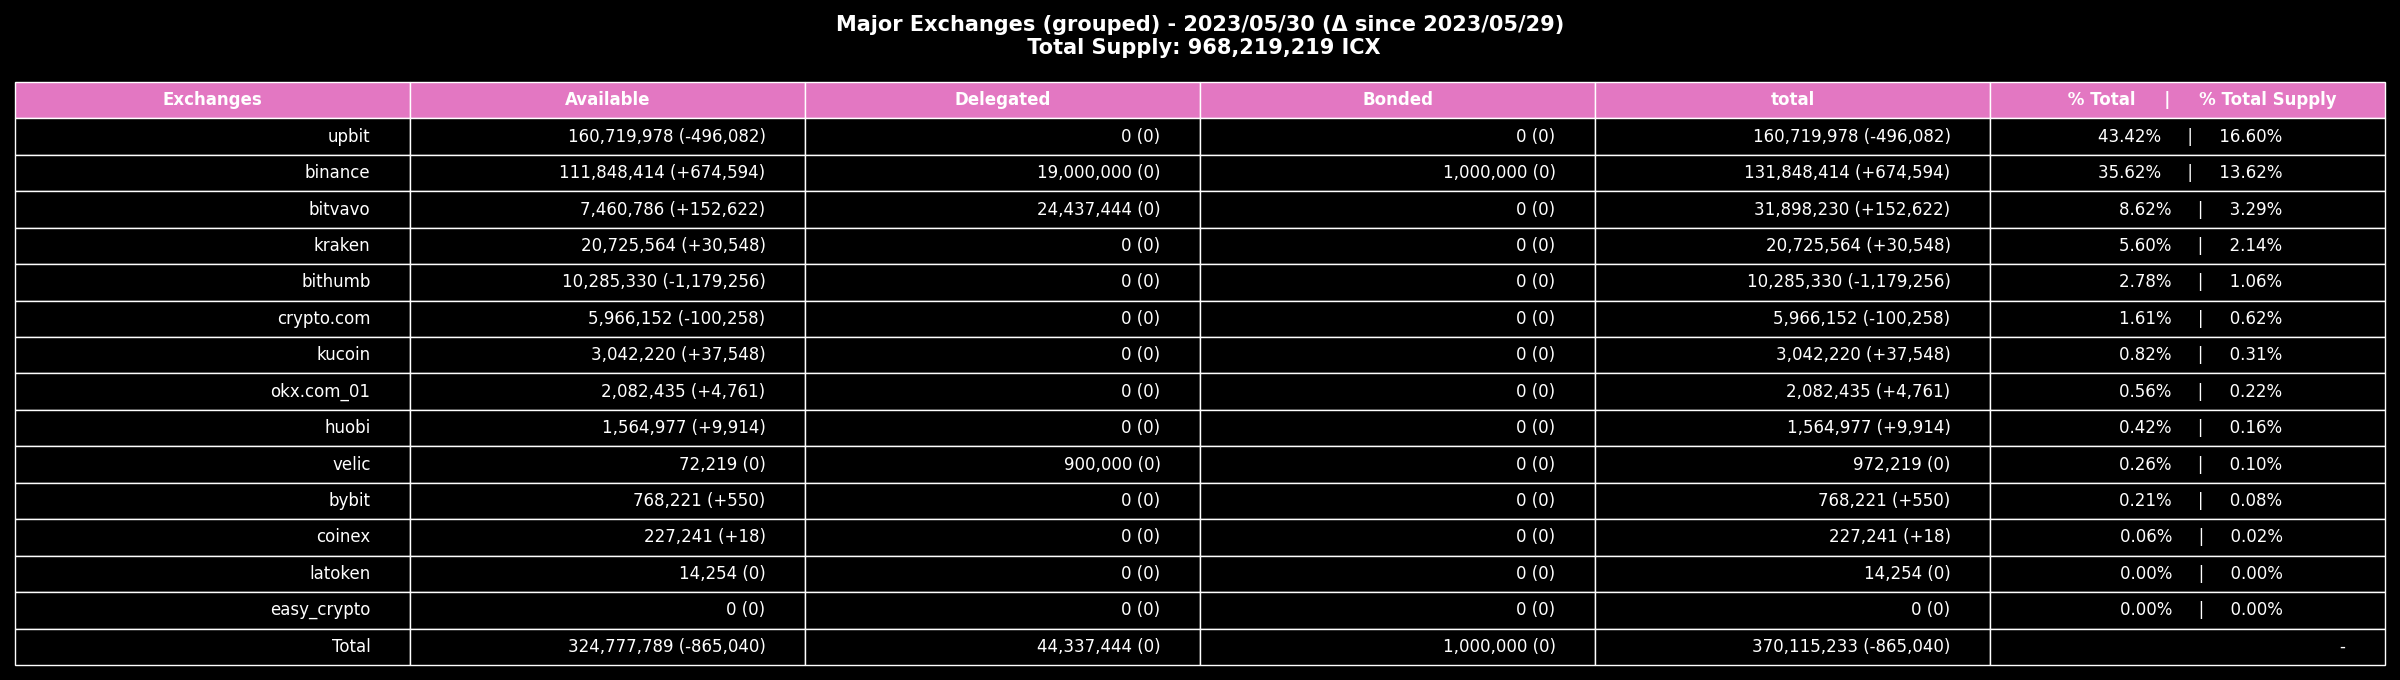 Major Exchanges (grouped) - 2023/05/30 (Δ since 2023/05/29)
Total Supply: 968,219,219 ICX
Exchanges Available Delegated Bonded total % Total | % Total Supply
upbit 160,719,978 (-496,082) 0 (0) 0 (0) 160,719,978 (-496,082) 43.42% | 16.60%
binance 111,848,414 (+674,594) 19,000,000 (0) 1,000,000 (0) 131,848,414 (+674,594) 35.62% | 13.62%
bitvavo 7,460,786 (+152,622) 24,437,444 (0) 0 (0) 31,898,230 (+152,622) 8.62% | 3.29%
kraken 20,725,564 (+30,548) 0 (0) 0 (0) 20,725,564 (+30,548) 5.60% | 2.14%
bithumb 10,285,330 (-1,179,256) 0 (0) 0 (0) 10,285,330 (-1,179,256) 2.78% | 1.06%
crypto.com 5,966,152 (-100,258) 0 (0) 0 (0) 5,966,152 (-100,258) 1.61% | 0.62%
kucoin 3,042,220 (+37,548) 0 (0) 0 (0) 3,042,220 (+37,548) 0.82% | 0.31%
okx.com_01 2,082,435 (+4,761) 0 (0) 0 (0) 2,082,435 (+4,761) 0.56% | 0.22%
huobi 1,564,977 (+9,914) 0 (0) 0 (0) 1,564,977 (+9,914) 0.42% | 0.16%
velic 72,219 (0) 900,000 (0) 0 (0) 972,219 (0) 0.26% | 0.10%
bybit 768,221 (+550) 0 (0) 0 (0) 768,221 (+550) 0.21% | 0.08%
coinex 227,241 (+18) 0 (0) 0 (0) 227,241 (+18) 0.06% | 0.02%
latoken 14,254 (0) 0 (0) 0 (0) 14,254 (0) 0.00% | 0.00%
easy_crypto 0 (0) 0 (0) 0 (0) 0 (0) 0.00% | 0.00%
Total 324,777,789 (-865,040) 44,337,444 (0) 1,000,000 (0) 370,115,233 (-865,040) -